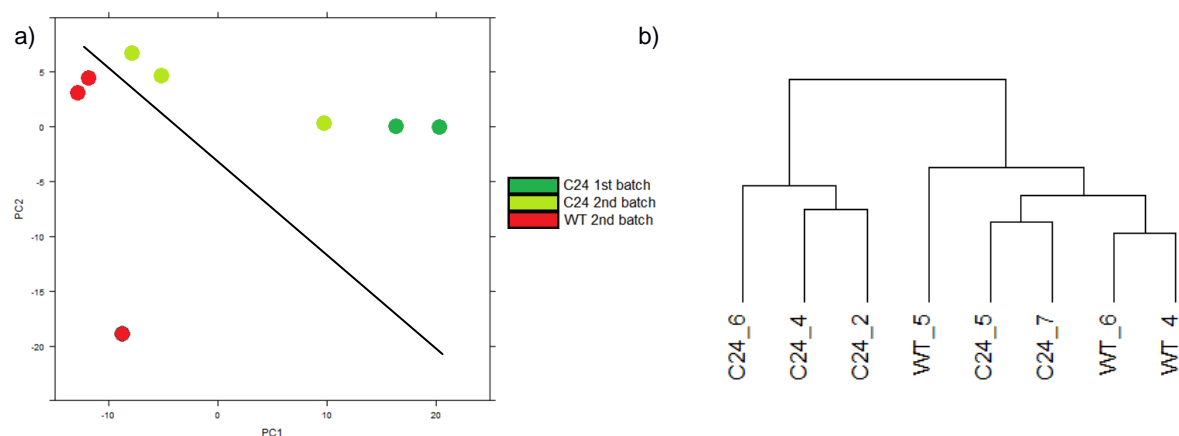 a)
5
0
-5
-10
-15
-20
PC2
-10
0
10
20
PC1
C24 1st batch
C24 2nd batch
WT 2nd batch
b)
C24_6
C24_4
C24_2
WT_5
C24_5
C24_7
WT_6
WT_4